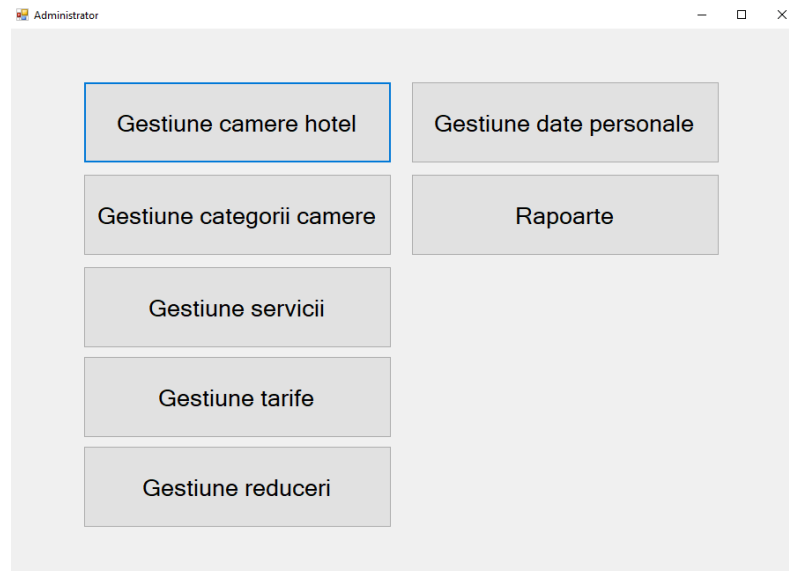 Administrator
Gestiune camere hotel
Gestiune date personale
Gestiune categorii camere
Rapoarte
Gestiune servicii
Gestiune tarife
Gestiune reduceri